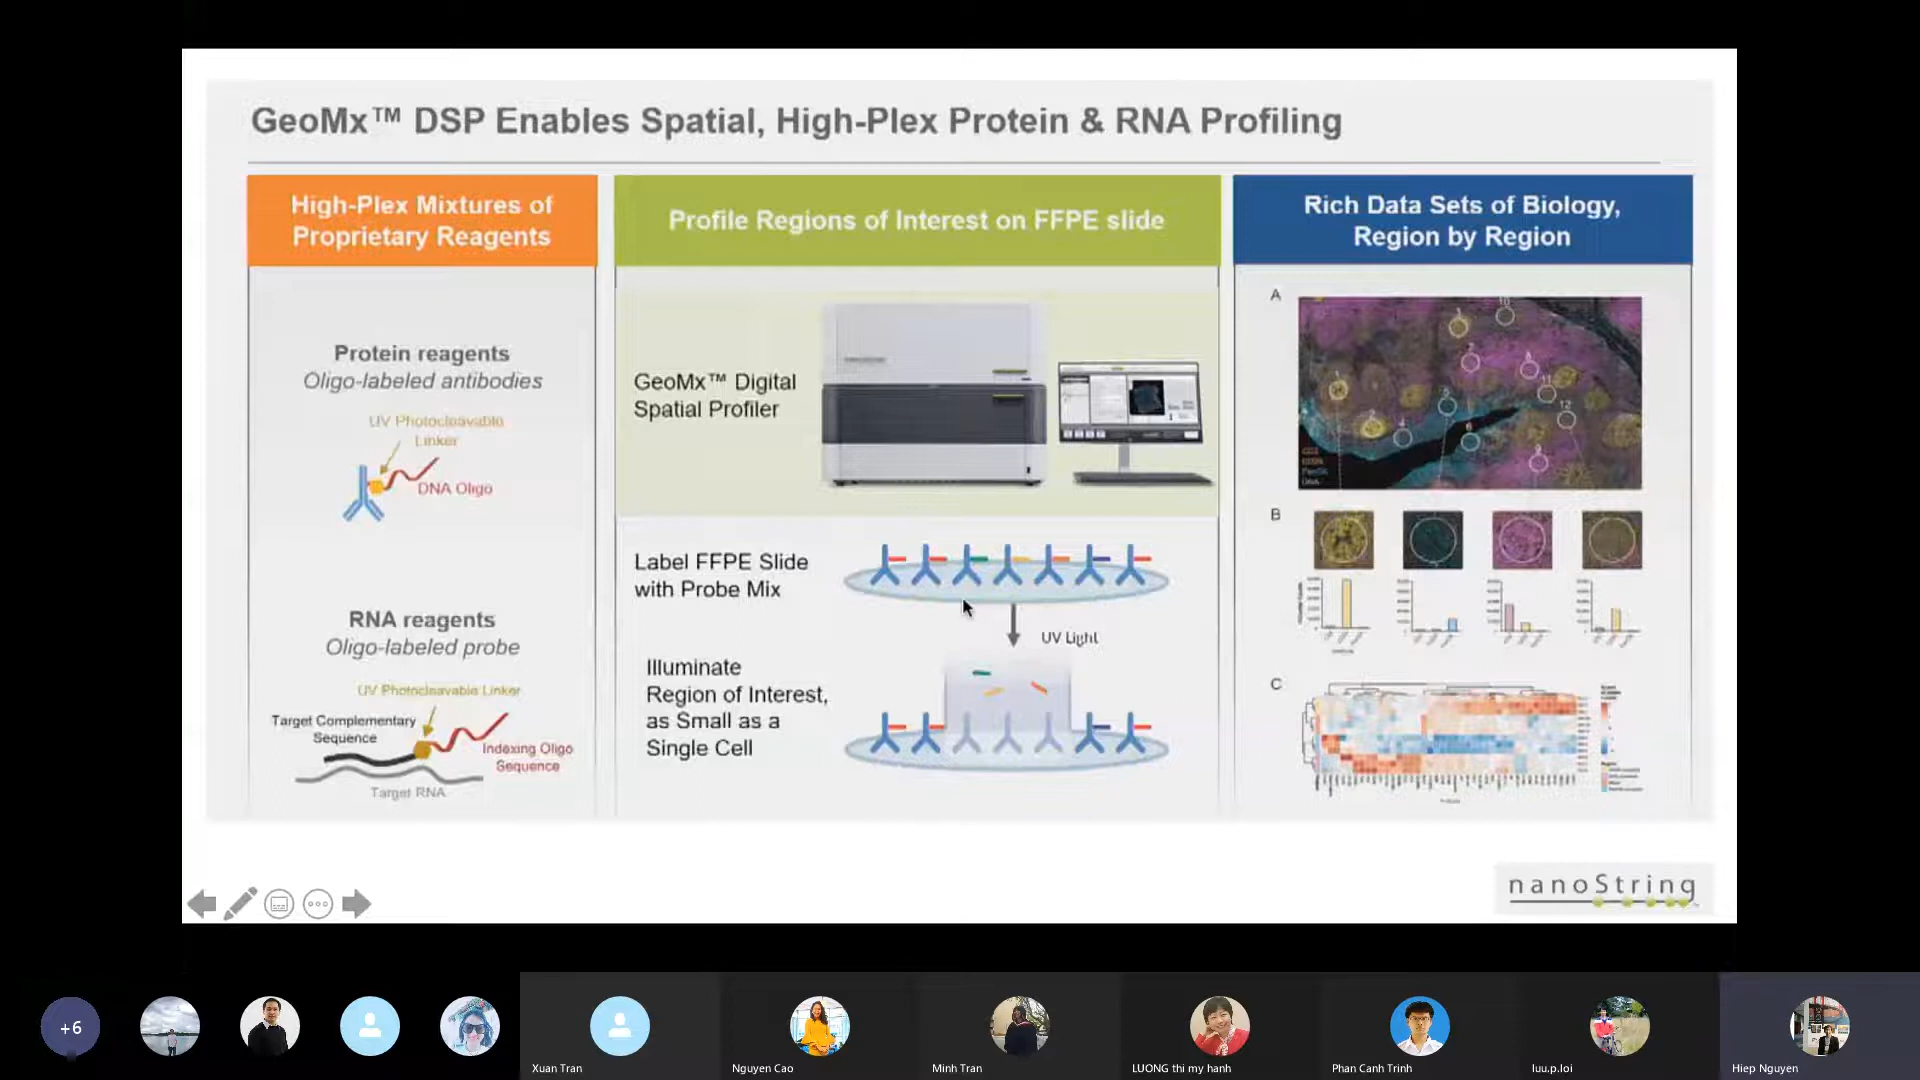 GeoMx™ DSP Enables Spatial, High-Plex Protein & RNA Profiling
High-Plex Mixtures of
Proprietary Reagents
Protein reagents
Oligo-labeled antibodies
UV Photocleavable
Linker
DNA Oligo
RNA reagents
Oligo-labeled probe
UV Photocleavable Linker
Target Complementary
Sequence
Indexing Oligo
Sequence
Target RNA
Profile Regions of Interest on FFPE slide
GeoMx™ Digital
Spatial Profiler
Label FFPE Slide
with Probe Mix
UV Light
Illuminate
Region of Interest,
as Small as a
Single Cell
Rich Data Sets of Biology,
Region by Region
A
10
11
12
B
C
nanoString
+6
Xuan Tran
Nguyen Cao
Minh Tran
LUONG thi my hanh
Phan Canh Trinh
luu.p.loi
Hiep Nguyen